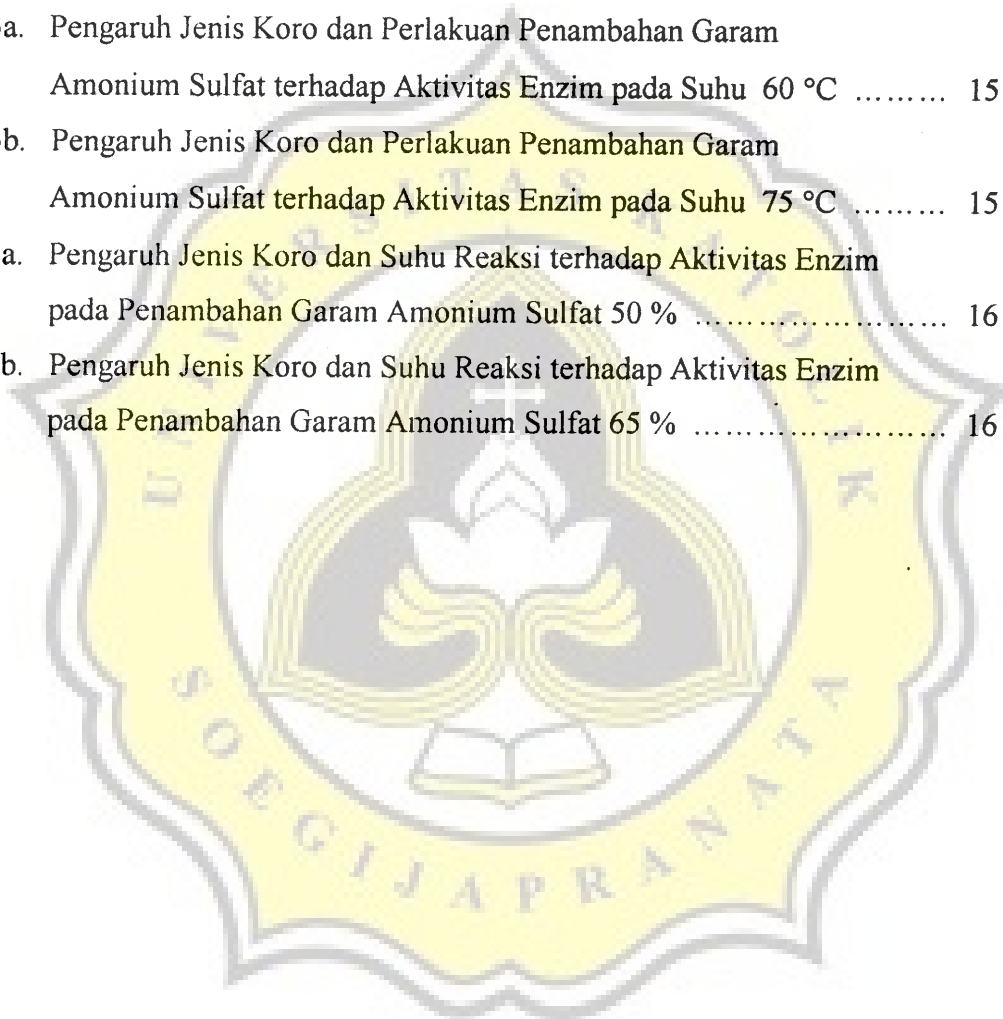 a. Pengaruh Jenis Koro dan Perlakuan Penambahan Garam
Amonium Sulfat terhadap Aktivitas Enzim pada Suhu 60 °C ......... 15
b. Pengaruh Jenis Koro dan Perlakuan Penambahan Garam
Amonium Sulfat terhadap Aktivitas Enzim pada Suhu 75 °C ......... 15
a. Pengaruh Jenis Koro dan Suhu Reaksi terhadap Aktivitas Enzim
pada Penambahan Garam Amonium Sulfat 50 % ......................... 16
b. Pengaruh Jenis Koro dan Suhu Reaksi terhadap Aktivitas Enzim
pada Penambahan Garam Amonium Sulfat 65 % ......................... 16
UNIVERSITAS KATOLIK
SOEGIJAPRANATA